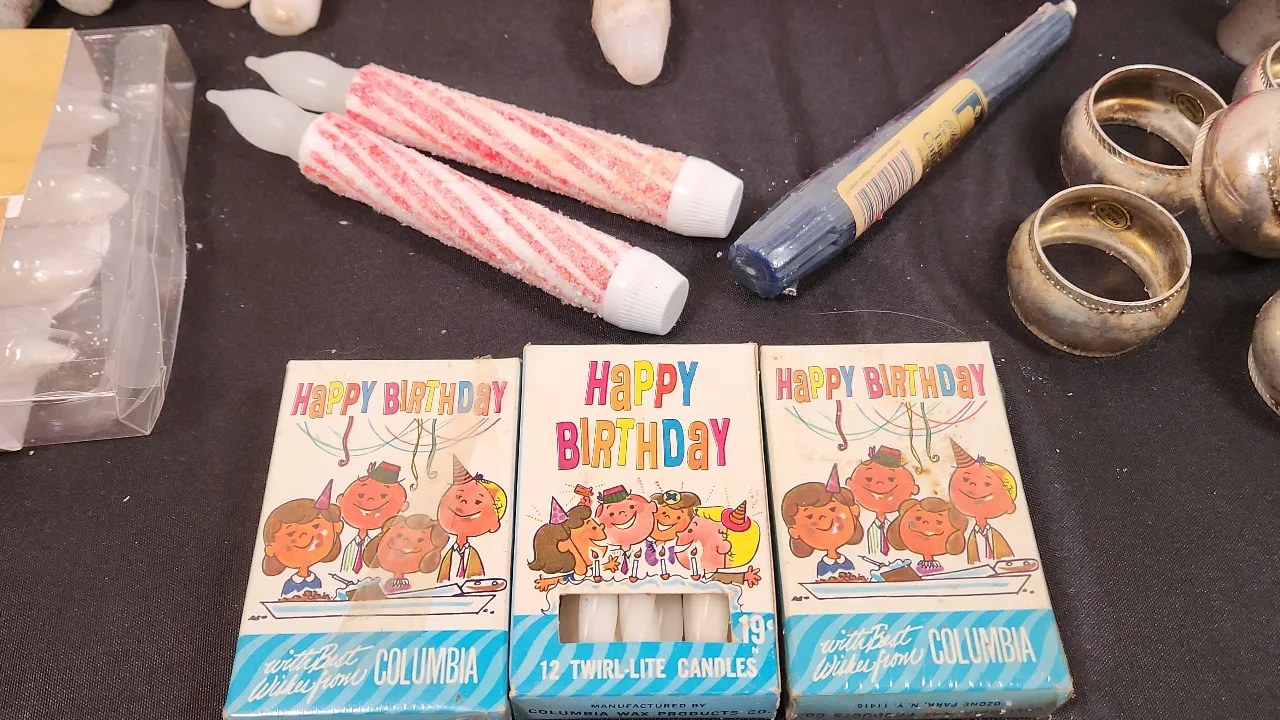 HAPPY BIRTHDAY
with Best
Wishes from COLUMBIA
HAPPY
BIRTHDAY
19¢
12 TWIRL-LITE CANDLES
MANUFACTURED BY
COLUMBIA WAX PRODUCTS CO.
HAPPY BIRTHDAY
with Best
Wishes from COLUMBIA
OZONE PARK, N.Y. 11416